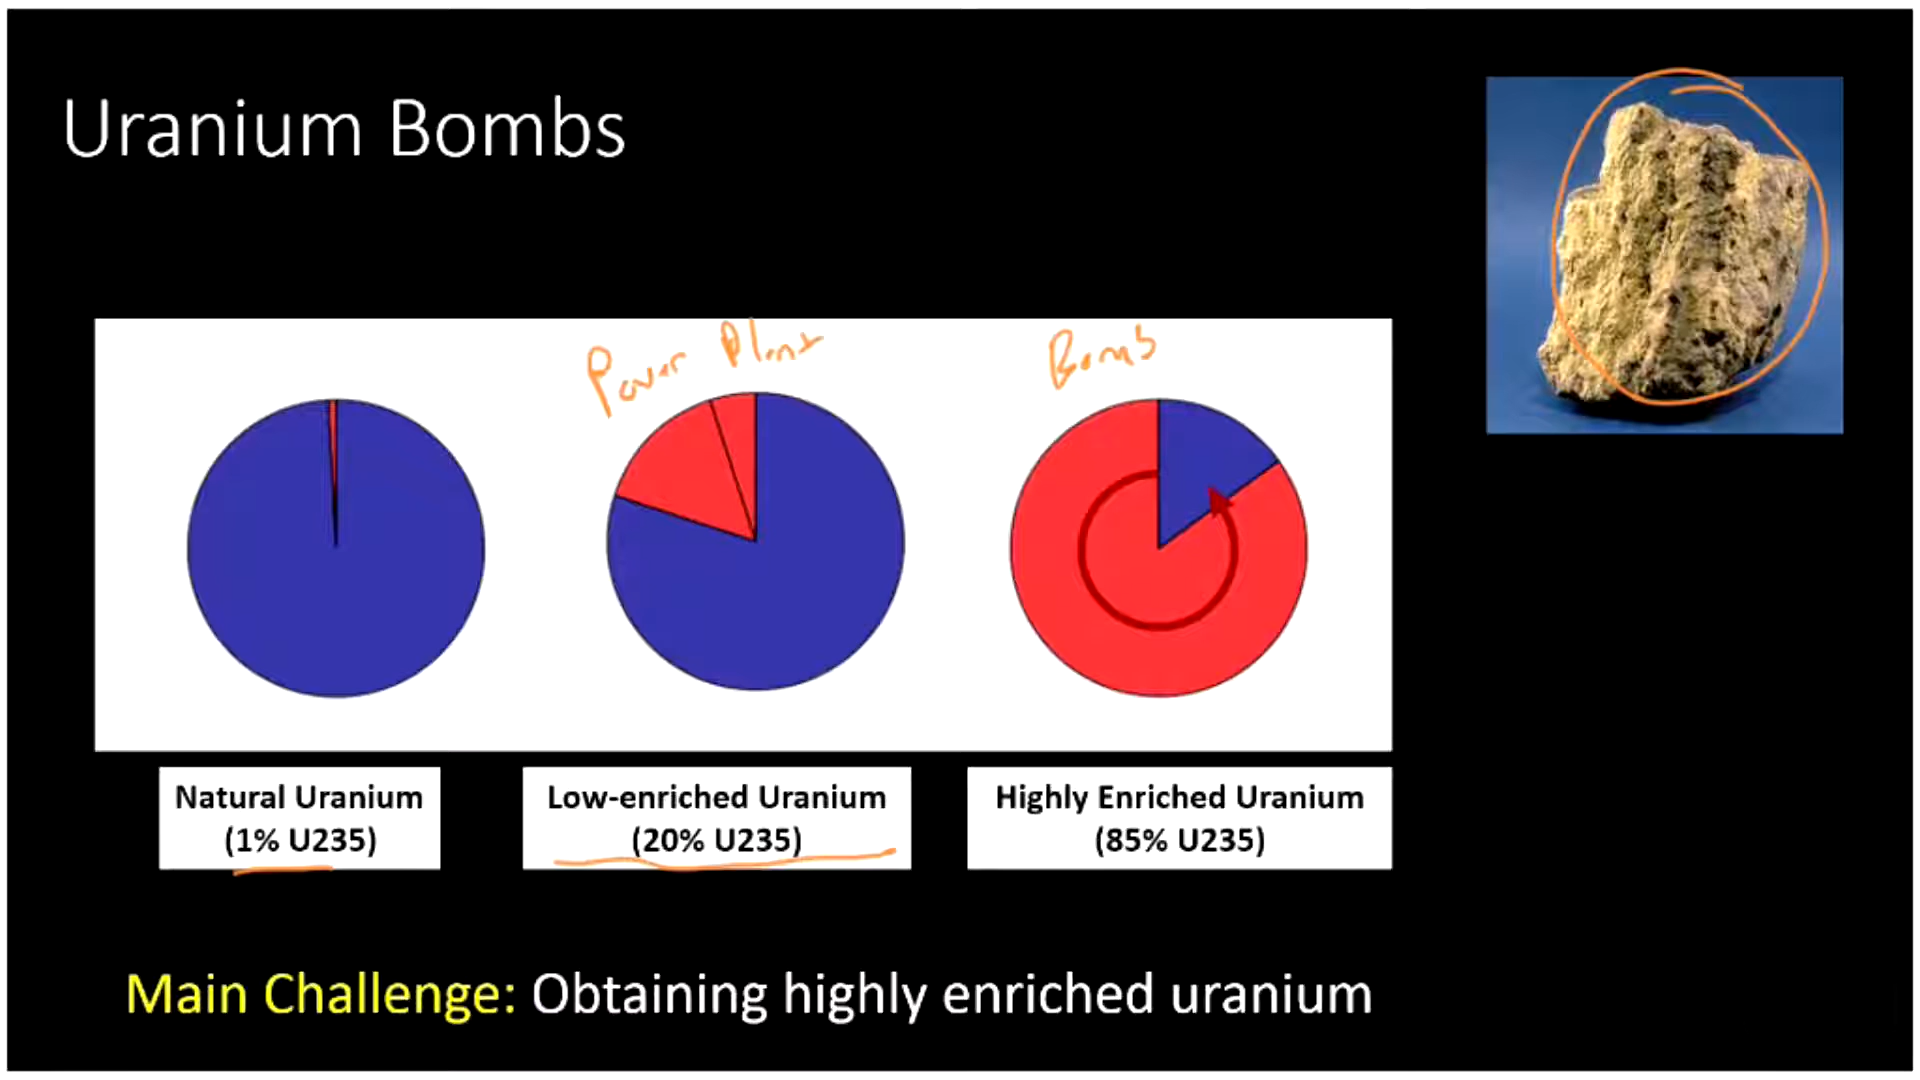 Uranium Bombs
Power Plant
Bomb
Natural Uranium
(1% U235)
Low-enriched Uranium
(20% U235)
Highly Enriched Uranium
(85% U235)
Main Challenge: Obtaining highly enriched uranium